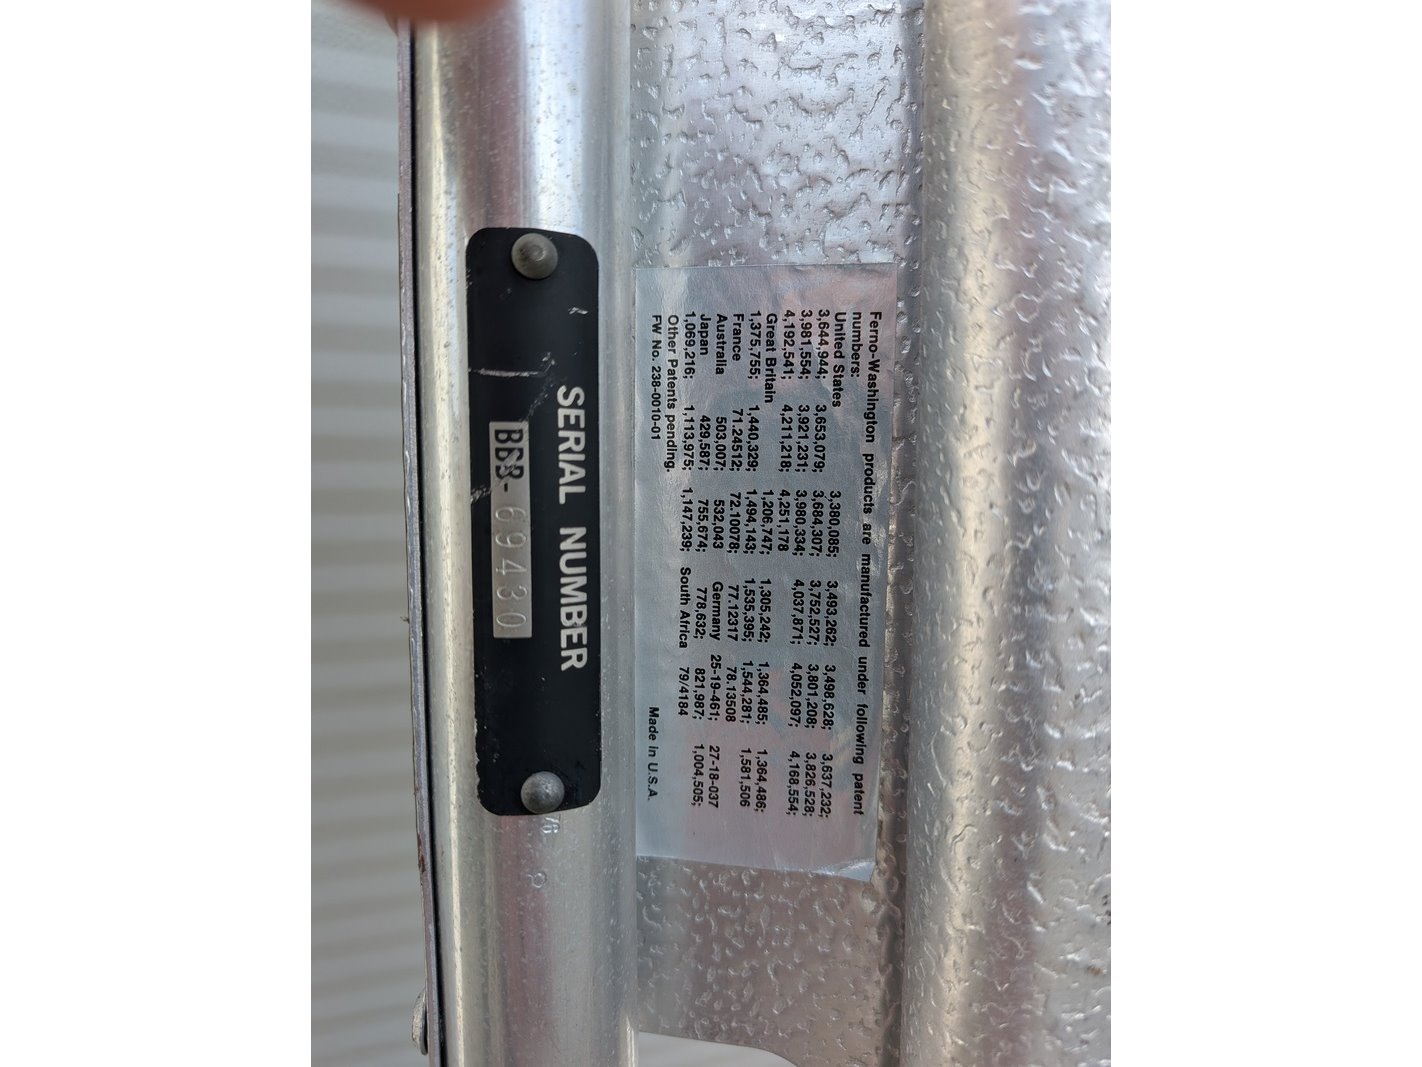 Ferno-Washington products are manufactured under following patent
numbers:
United States 3,380,085; 3,493,262; 3,498,628; 3,637,232;
3,644,944; 3,653,079; 3,684,307; 3,752,527; 3,801,208; 3,826,528;
3,981,554; 3,921,231; 3,980,334; 4,037,871; 4,052,097; 4,168,554;
4,192,541; 4,211,218; 4,251,178
Great Britain 1,206,747; 1,305,242; 1,364,485; 1,364,486;
1,375,755; 1,440,329; 1,494,143; 1,535,395; 1,544,281; 1,581,506
France 71.24512; 72.10078; 77.12317 78.13508
Australia 503,007; 532,043 Germany 25-19-461; 27-18-037
Japan 429,587; 755,674; 778,632; 821,987; 1,004,505;
1,069,216; 1,113,975; 1,147,239; South Africa 79/4184
Other Patents pending.
FW No. 238-0010-01 Made in U.S.A.
SERIAL NUMBER
BBB-69430